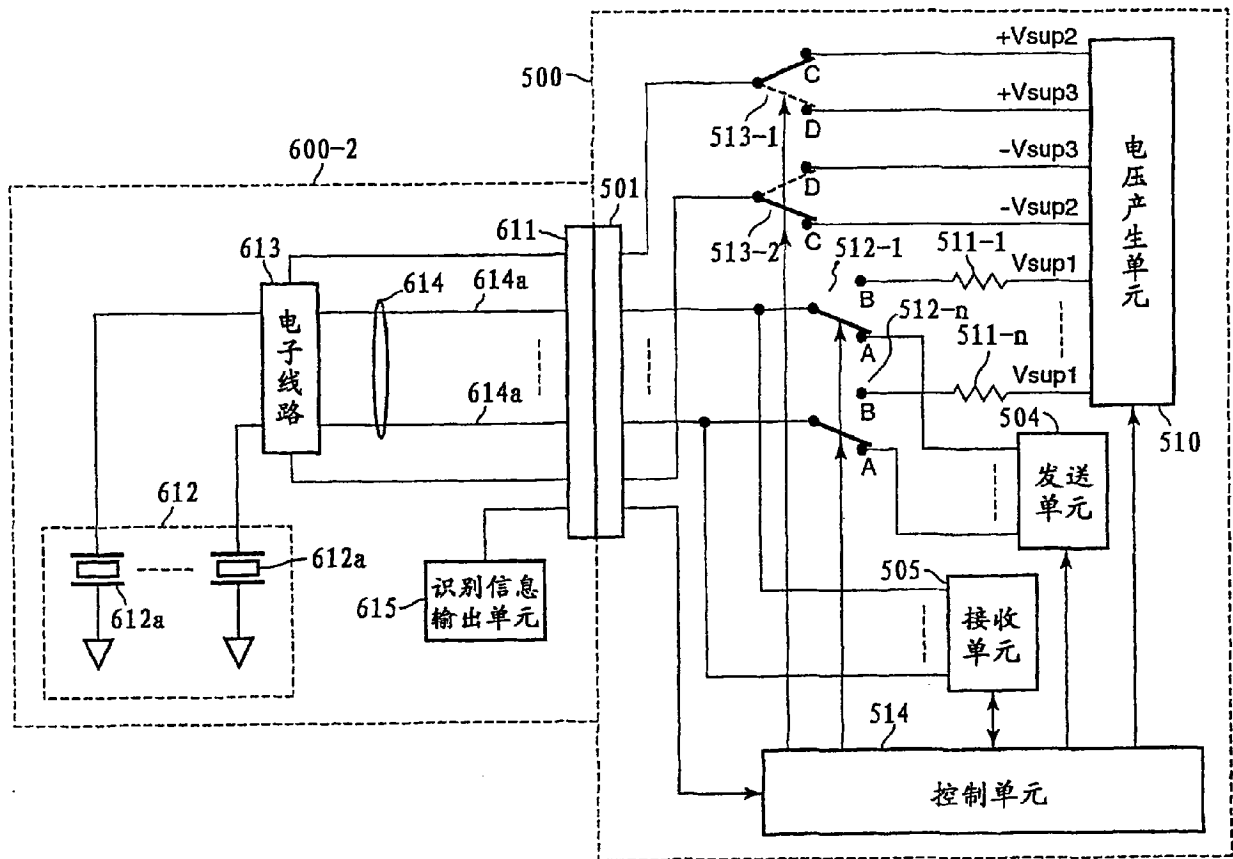 500
600-2
+Vsup2
C
+Vsup3
D
513-1
-Vsup3
D
-Vsup2
C
513-2
电压产生单元
510
501
611
613
电子线路
614
614a
614a
512-1
B
511-1
Vsup1
A
512-n
B
511-n
Vsup1
A
504
发送
单元
505
接收
单元
612
612a
612a
615
识别信息
输出单元
514
控制单元